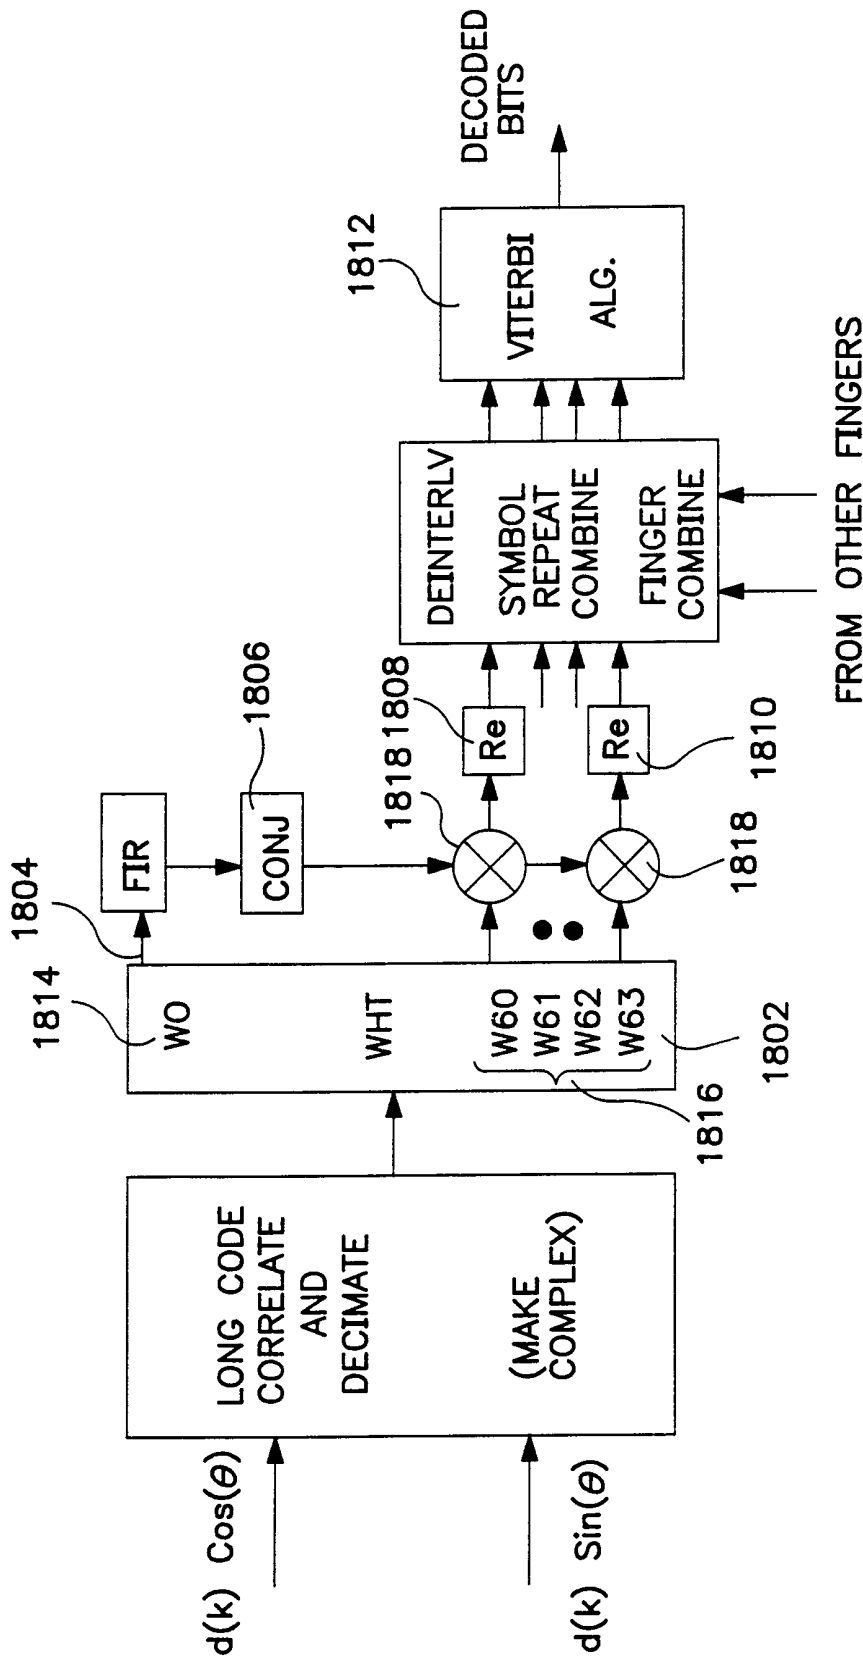 d(k) Cos(θ)
d(k) Sin(θ)
LONG CODE
CORRELATE
AND
DECIMATE
(MAKE
COMPLEX)
1814
1804
WO
WHT
W60
W61
W62
W63
1816
1802
FIR
CONJ
1806
1818
1808
Re
Re
1810
1818
DEINTERLV
SYMBOL
REPEAT
COMBINE
FINGER
COMBINE
FROM OTHER FINGERS
1812
VITERBI
ALG.
DECODED
BITS